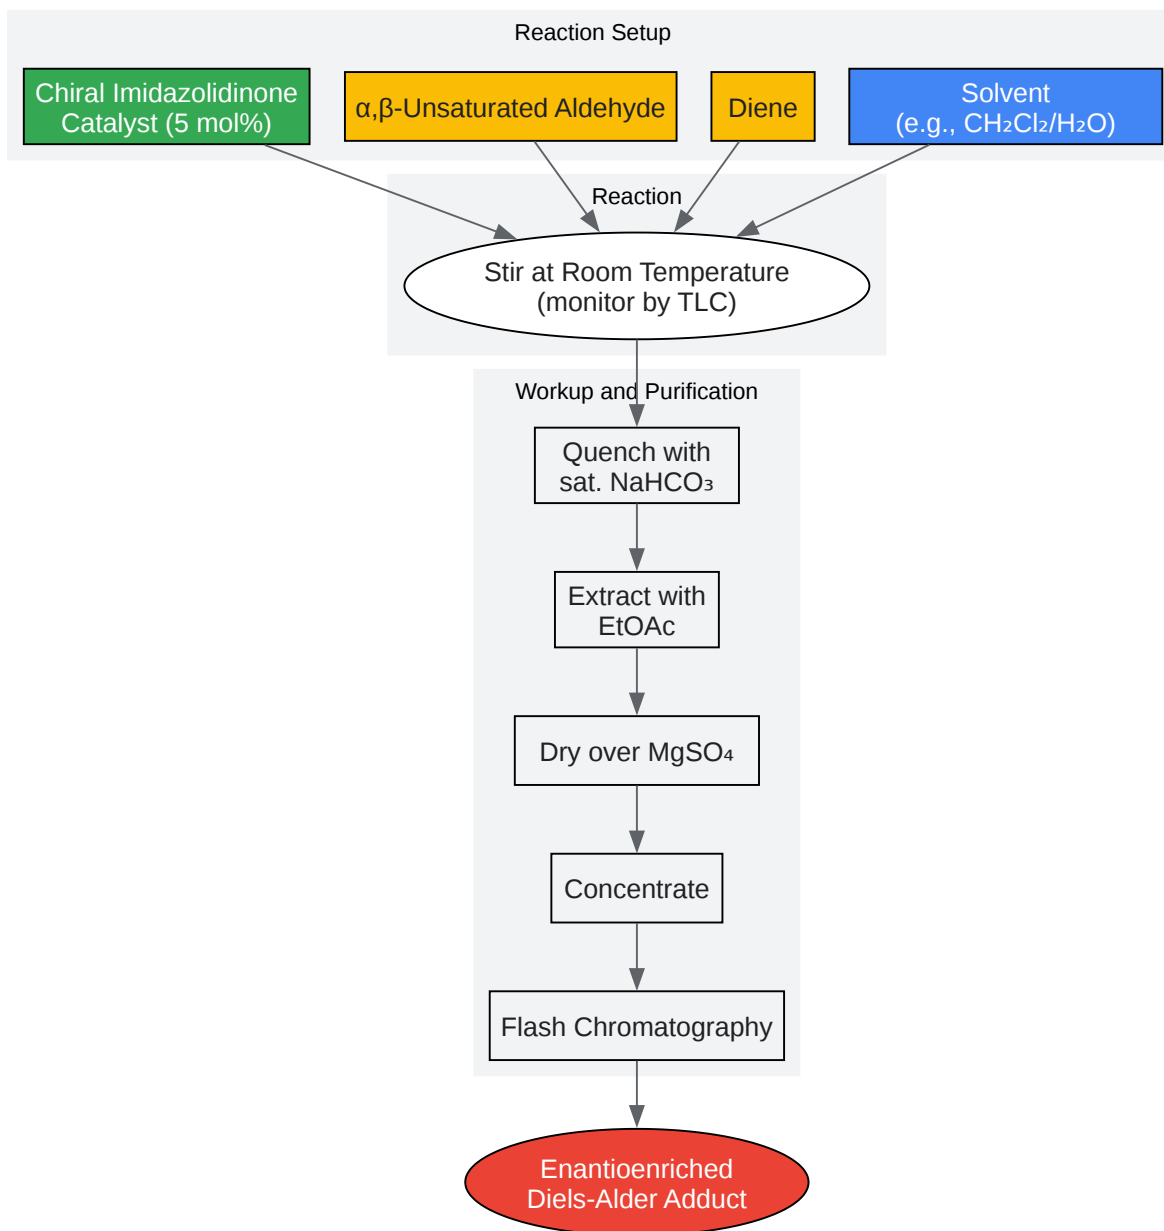 Reaction Setup
Chiral Imidazolidinone
Catalyst (5 mol%)
α,β-Unsaturated Aldehyde
Diene
Solvent
(e.g., CH₂Cl₂/H₂O)
Reaction
Stir at Room Temperature
(monitor by TLC)
Workup and Purification
Quench with
sat. NaHCO₃
Extract with
EtOAc
Dry over MgSO₄
Concentrate
Flash Chromatography
Enantioenriched
Diels-Alder Adduct